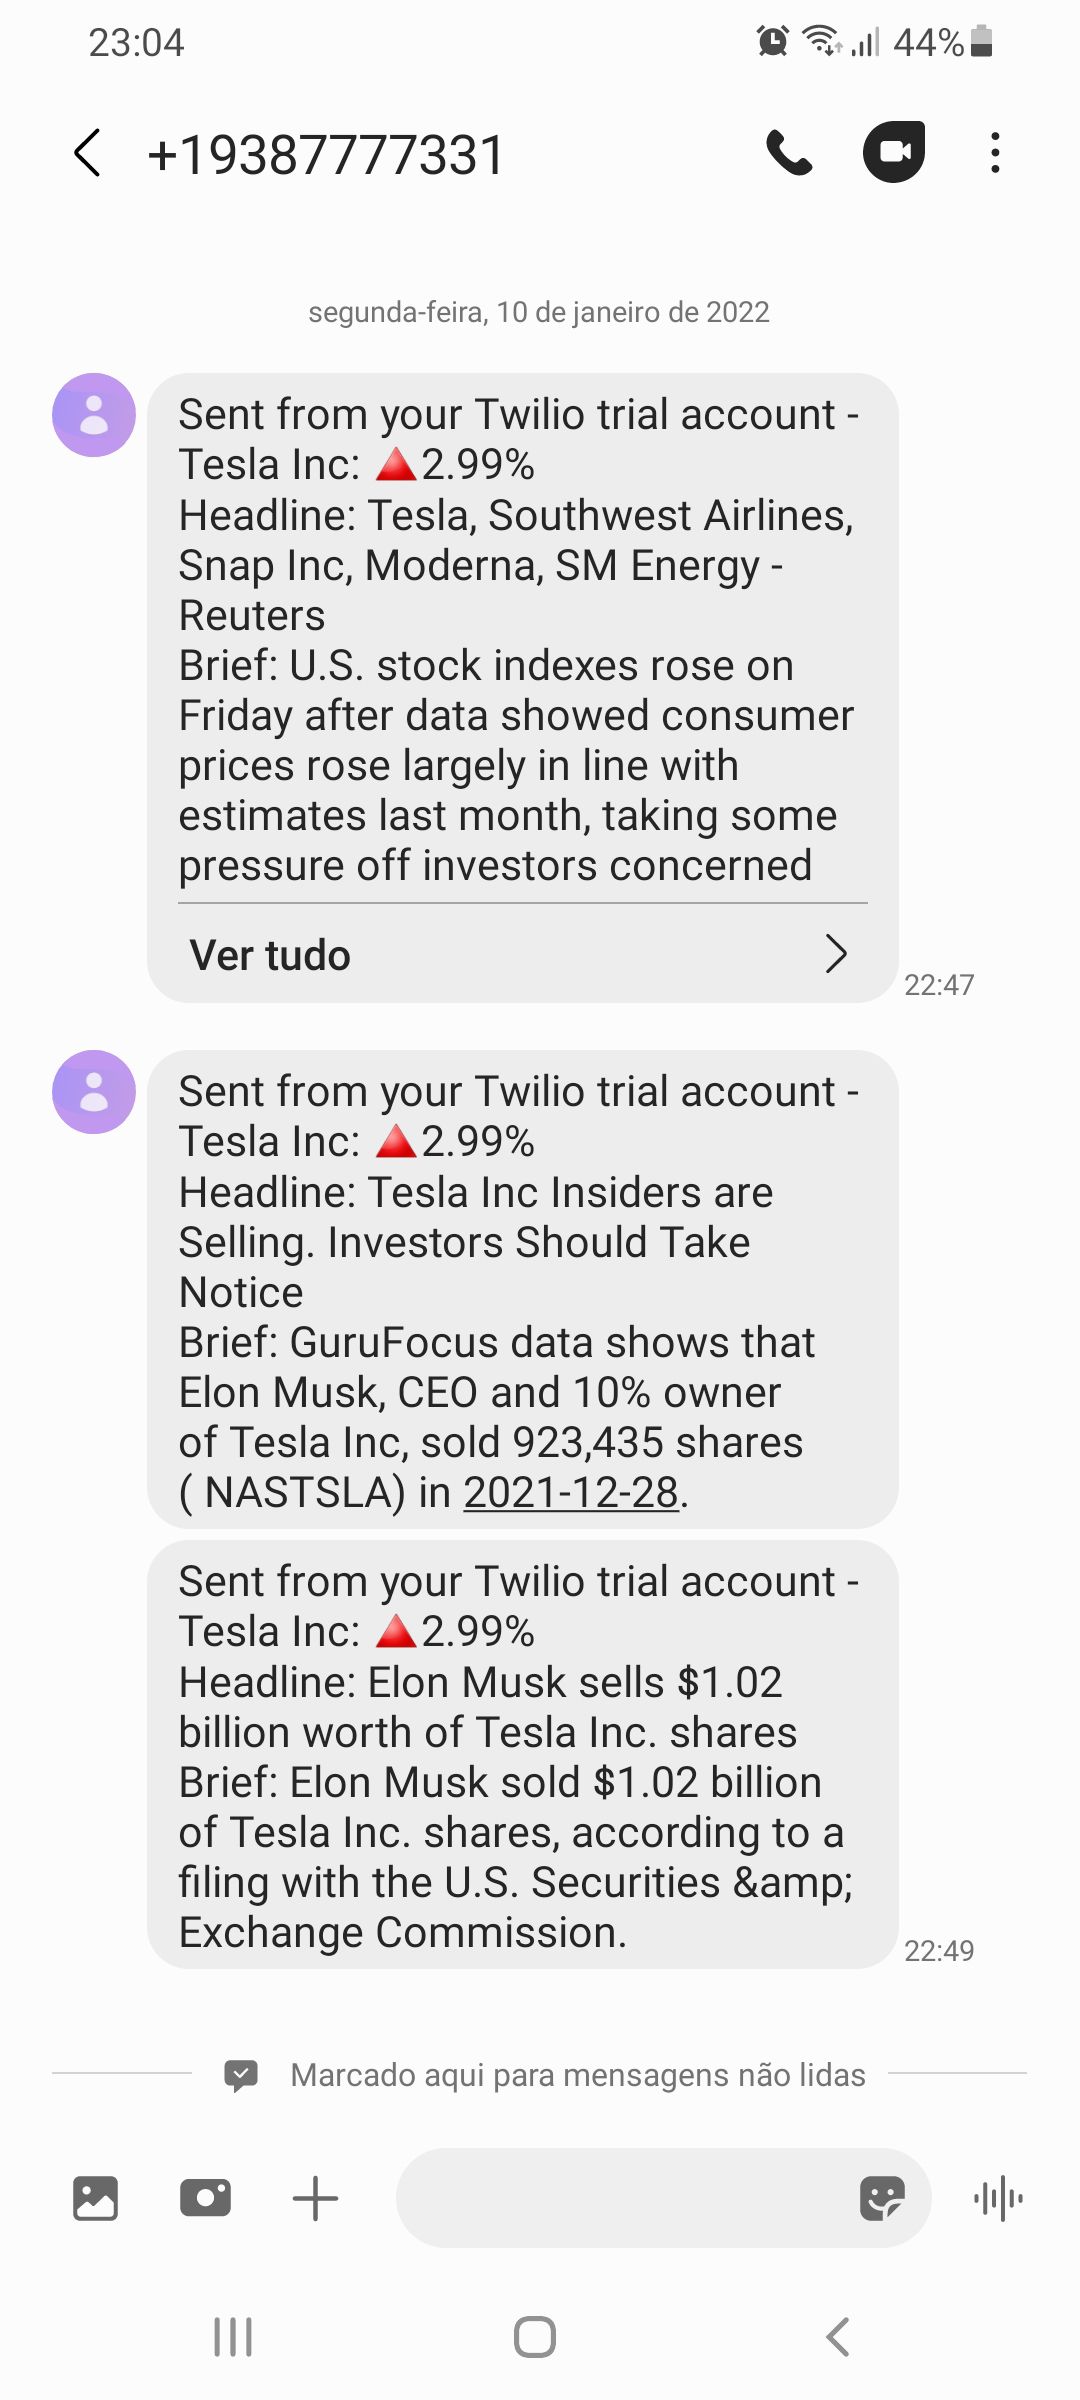 23:04
44%
+19387777331
segunda-feira, 10 de janeiro de 2022
Sent from your Twilio trial account -
Tesla Inc: 🔺2.99%
Headline: Tesla, Southwest Airlines,
Snap Inc, Moderna, SM Energy -
Reuters
Brief: U.S. stock indexes rose on
Friday after data showed consumer
prices rose largely in line with
estimates last month, taking some
pressure off investors concerned
Ver tudo
22:47
Sent from your Twilio trial account -
Tesla Inc: 🔺2.99%
Headline: Tesla Inc Insiders are
Selling. Investors Should Take
Notice
Brief: GuruFocus data shows that
Elon Musk, CEO and 10% owner
of Tesla Inc, sold 923,435 shares
( NASTSLA) in 2021-12-28.
Sent from your Twilio trial account -
Tesla Inc: 🔺2.99%
Headline: Elon Musk sells $1.02
billion worth of Tesla Inc. shares
Brief: Elon Musk sold $1.02 billion
of Tesla Inc. shares, according to a
filing with the U.S. Securities &amp;
Exchange Commission.
22:49
Marcado aqui para mensagens não lidas